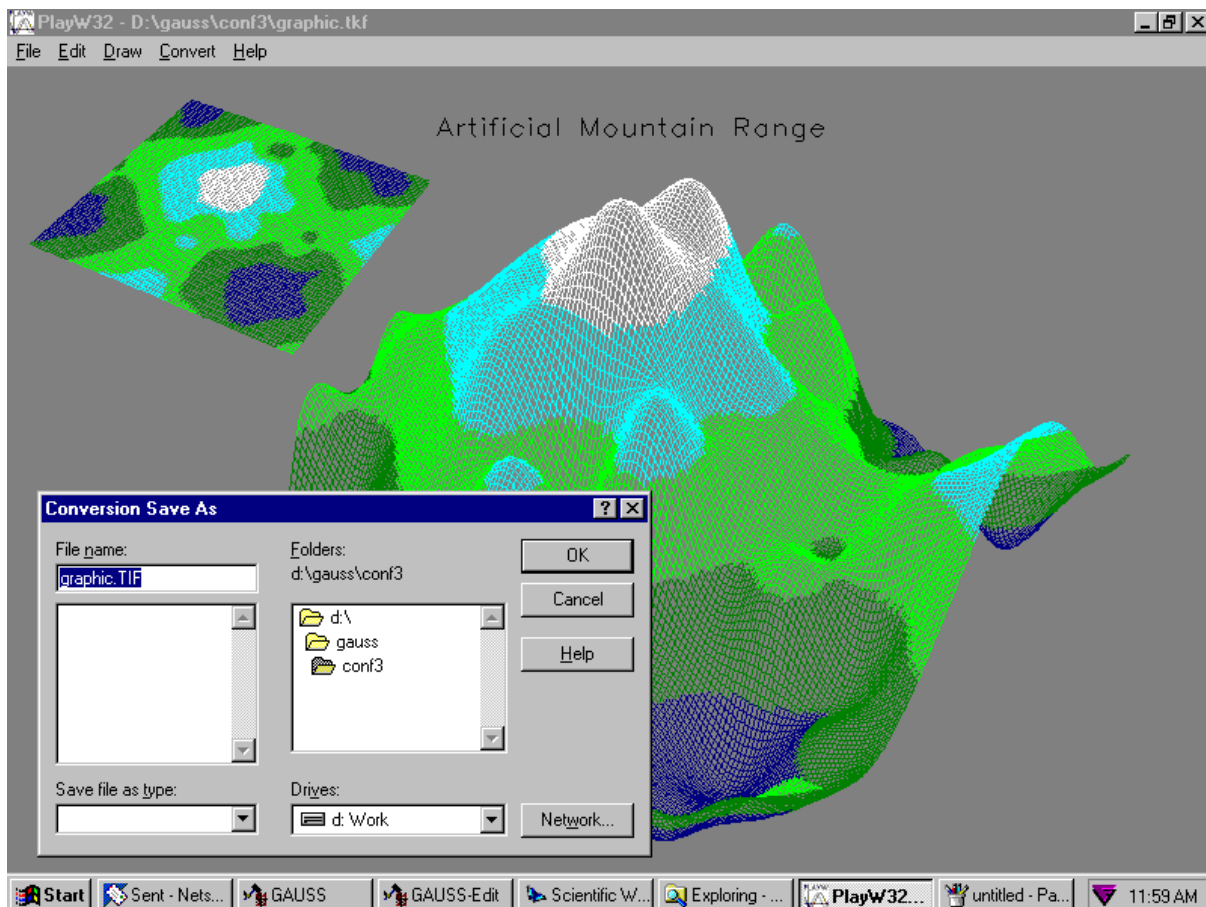 PlayW32 - D:\gauss\conf3\graphic.tkf
File Edit Draw Convert Help
Artificial Mountain Range
Conversion Save As
File name:
graphic.TIF
Folders:
d:\gauss\conf3
d:\
gauss
conf3
OK
Cancel
Help
Save file as type:
Drives:
d: Work
Network...
Start
Sent - Nets...
GAUSS
GAUSS-Edit
Scientific W...
Exploring - ...
PlayW32...
untitled - Pa...
11:59 AM